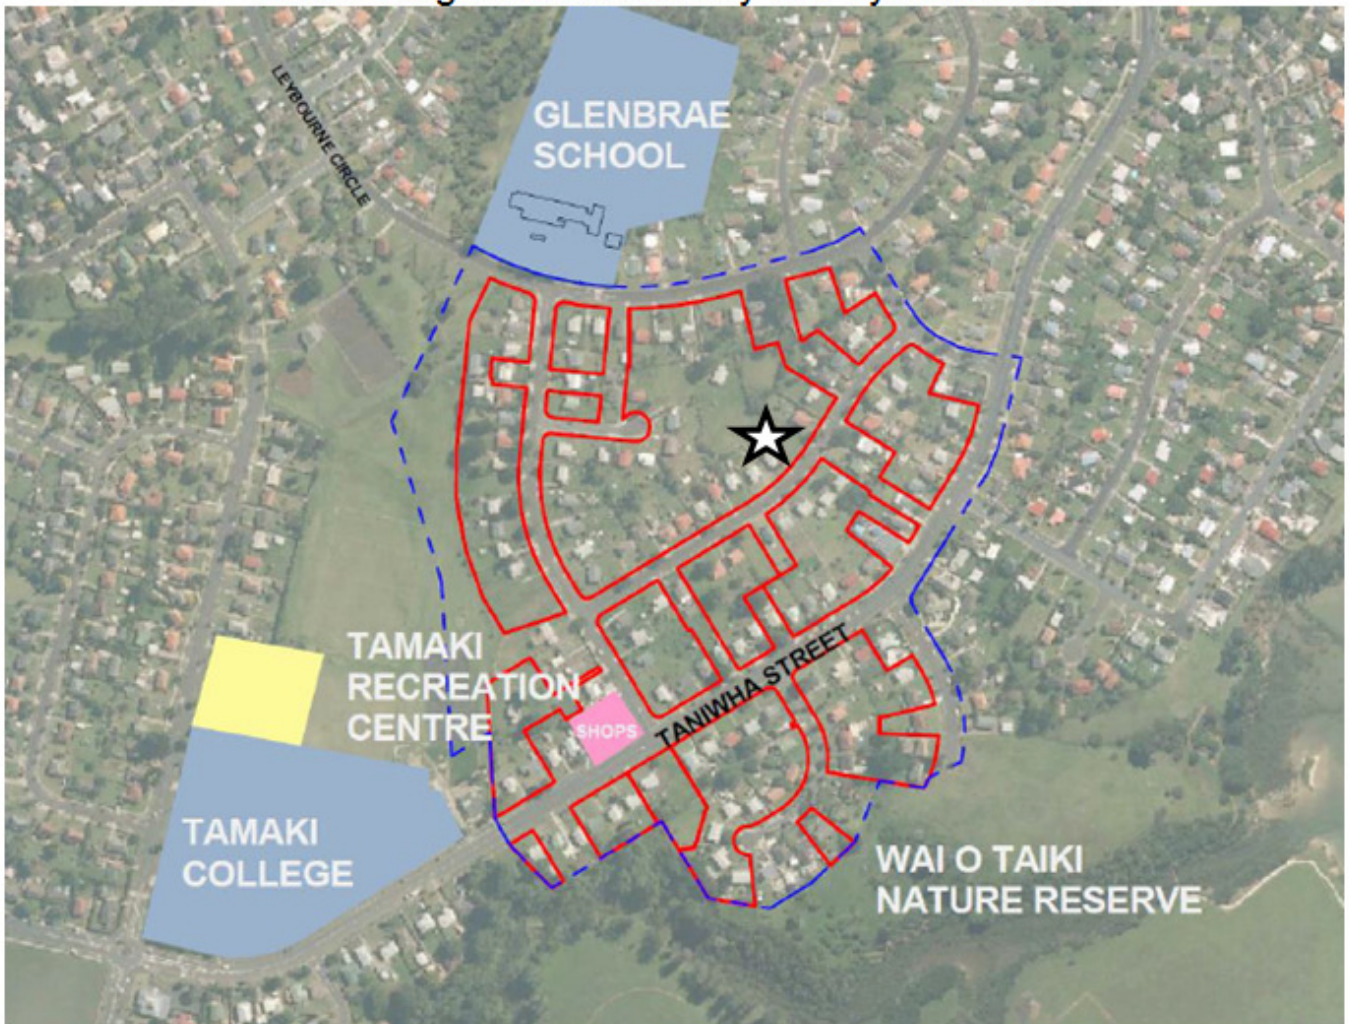 LEYBOURNE CIRCLE
GLENBRAE
SCHOOL
TAMAKI
RECREATION
CENTRE
SHOPS
TANIWHA STREET
TAMAKI
COLLEGE
WAI O TAIKI
NATURE RESERVE